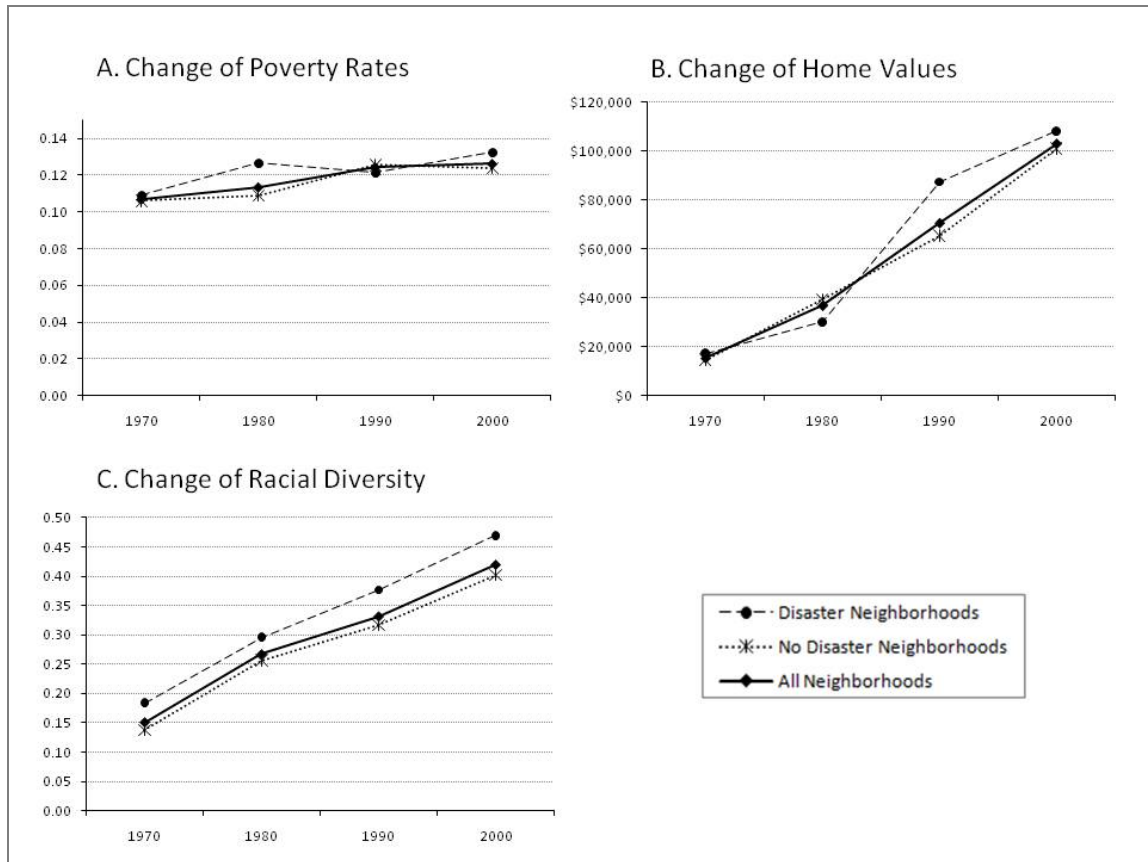 A. Change of Poverty Rates
0.14
0.12
0.10
0.08
0.06
0.04
0.02
0.00
1970 1980 1990 2000
B. Change of Home Values
$120,000
$100,000
$80,000
$60,000
$40,000
$20,000
$0
1970 1980 1990 2000
C. Change of Racial Diversity
0.50
0.45
0.40
0.35
0.30
0.25
0.20
0.15
0.10
0.05
0.00
1970 1980 1990 2000
Disaster Neighborhoods
No Disaster Neighborhoods
All Neighborhoods